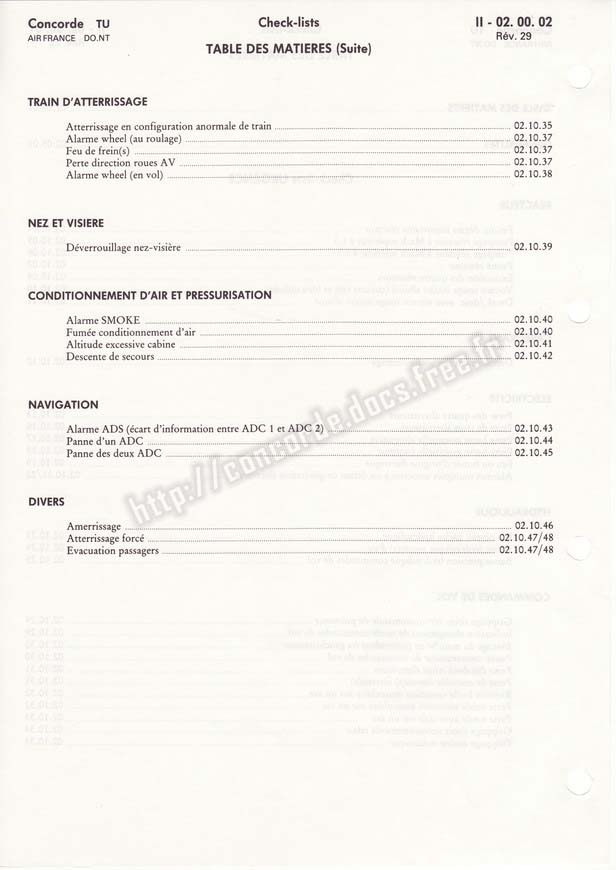 Concorde TU
AIR FRANCE DO.NT
Check-lists
TABLE DES MATIERES (Suite)
II - 02. 00. 02
Rév. 29
TRAIN D'ATTERRISSAGE
Atterrissage en configuration anormale de train 02.10.35
Alarme wheel (au roulage) 02.10.37
Feu de frein(s) 02.10.37
Perte direction roues AV 02.10.37
Alarme wheel (en vol) 02.10.38
NEZ ET VISIERE
Déverrouillage nez-visière 02.10.39
CONDITIONNEMENT D'AIR ET PRESSURISATION
Alarme SMOKE 02.10.40
Fumée conditionnement d'air 02.10.40
Altitude excessive cabine 02.10.41
Descente de secours 02.10.42
NAVIGATION
Alarme ADS (écart d'information entre ADC 1 et ADC 2) 02.10.43
Panne d'un ADC 02.10.44
Panne des deux ADC 02.10.45
DIVERS
Amerrissage 02.10.46
Atterrissage forcé 02.10.47/48
Evacuation passagers 02.10.47/48
http://concorde.docs.free.fr